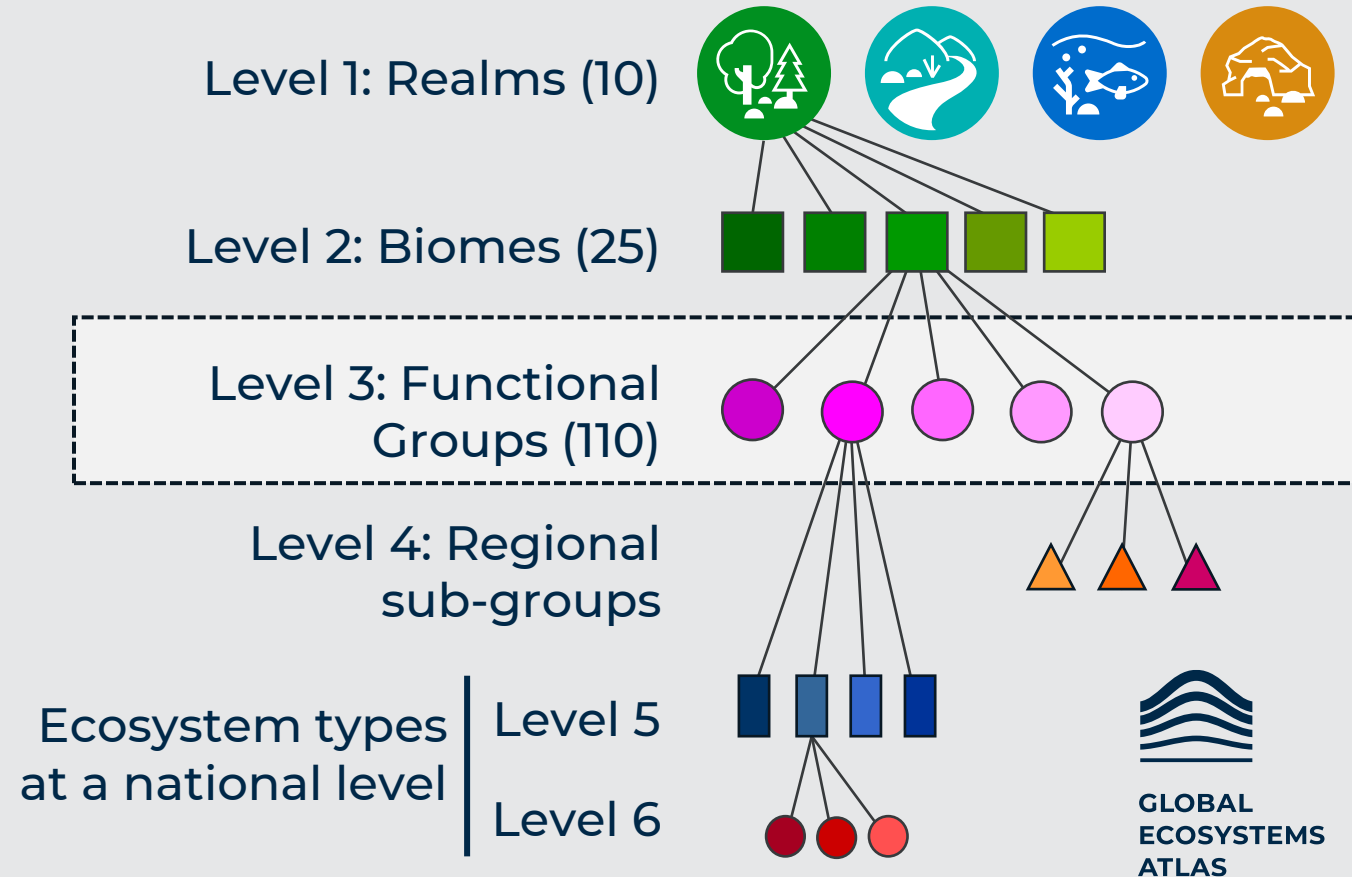 Level 1: Realms (10)
Level 2: Biomes (25)
Level 3: Functional
Groups (110)
Level 4: Regional
sub-groups
Ecosystem types
at a national level
Level 5
Level 6
GLOBAL
ECOSYSTEMS
ATLAS